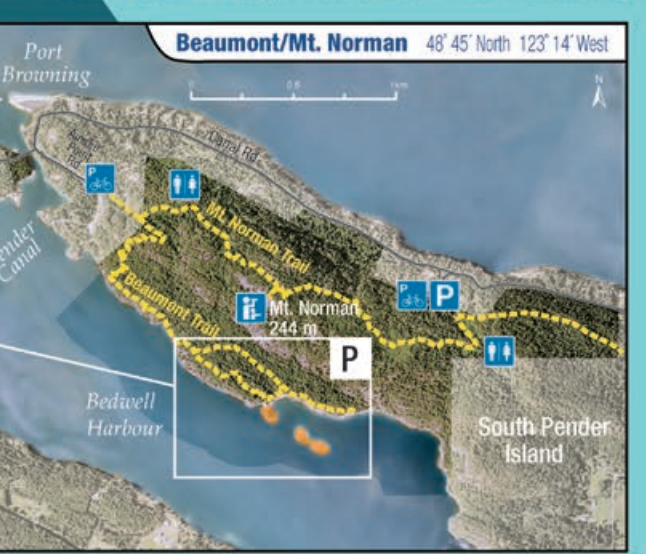 Beaumont/Mt. Norman 48° 45´ North 123° 14´ West
Port
Browning
0.5
1km
N
Canal Rd.
P
Mt. Norman Trail
P
P
Mt. Norman
244 m
Beaumont Trail
P
Bedwell
Harbour
South Pender
Island
Canal